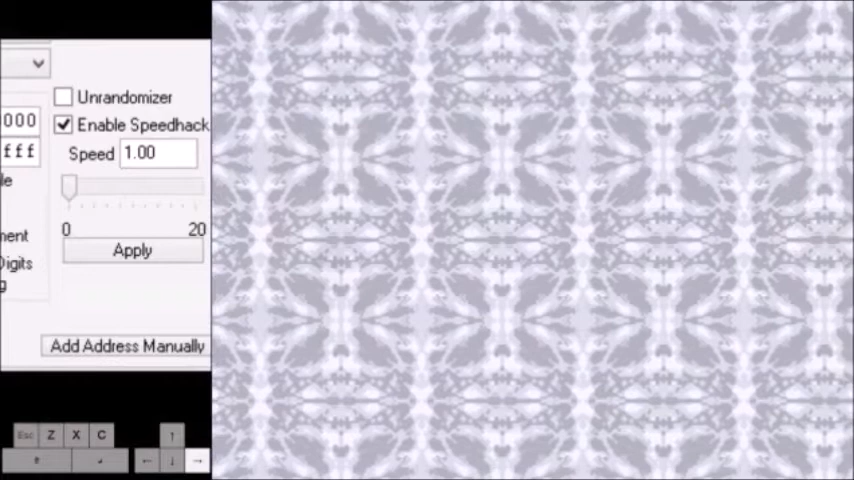 Unrandomizer
000
Enable Speedhack
fff
Speed 1.00
le
0 20
ment
Apply
Digits
g
Add Address Manually
Esc Z X C ↑
← ↓ →